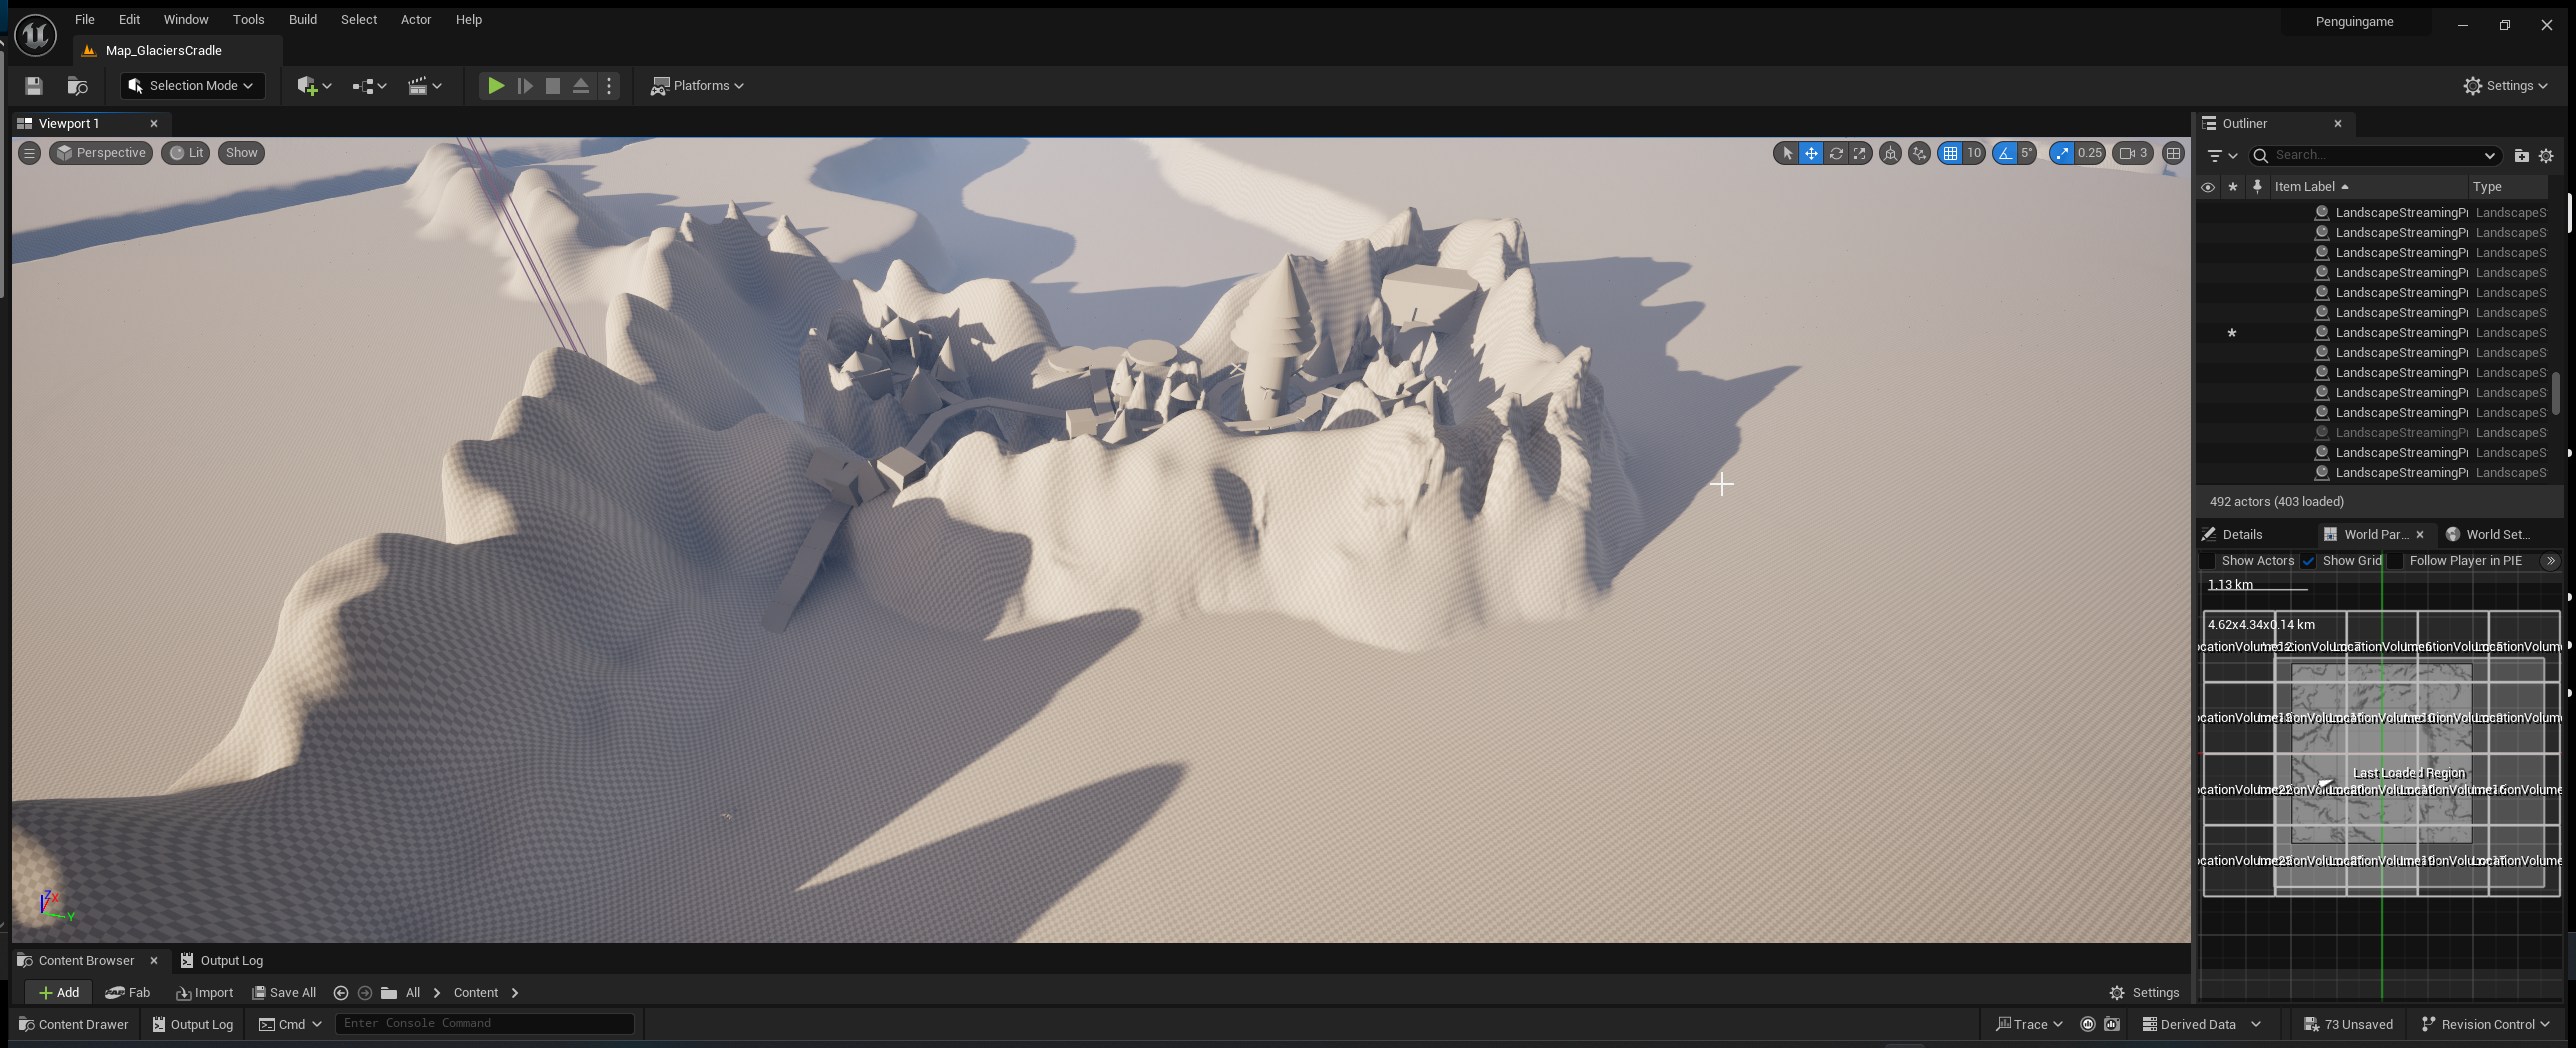 File Edit Window Tools Build Select Actor Help
Penguingame
Map_GlaciersCradle
Selection Mode
Platforms
Settings
Viewport 1
Perspective Lit Show
10 5° 0.25 3
Z X Y
Outliner
Search...
Item Label Type
LandscapeStreamingPr LandscapeS
LandscapeStreamingPr LandscapeS
LandscapeStreamingPr LandscapeS
LandscapeStreamingPr LandscapeS
LandscapeStreamingPr LandscapeS
LandscapeStreamingPr LandscapeS
* LandscapeStreamingPr LandscapeS
LandscapeStreamingPr LandscapeS
LandscapeStreamingPr LandscapeS
LandscapeStreamingPr LandscapeS
LandscapeStreamingPr LandscapeS
LandscapeStreamingPr LandscapeS
LandscapeStreamingPr LandscapeS
LandscapeStreamingPr LandscapeS
492 actors (403 loaded)
Details World Par... World Set...
Show Actors Show Grid Follow Player in PIE
1.13 km
4.62x4.34x0.14 km
Last Loaded Region
Content Browser Output Log
Add Fab Import Save All All Content
Settings
Content Drawer Output Log Cmd Enter Console Command
Trace Derived Data 73 Unsaved Revision Control